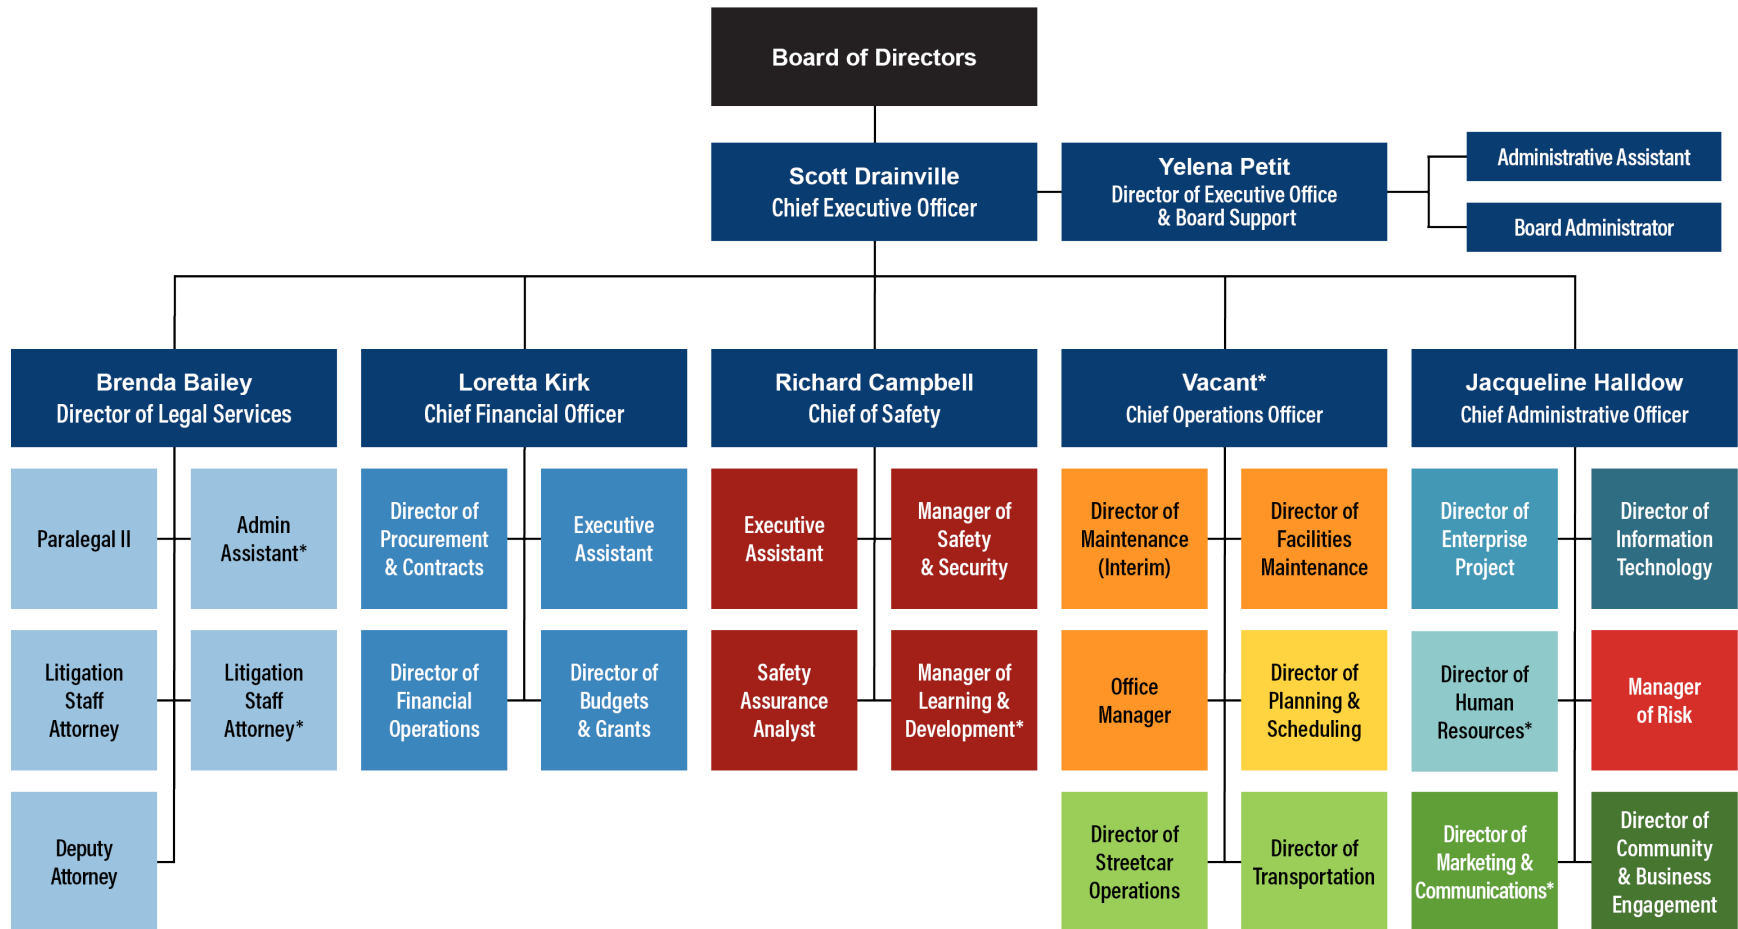 Board of Directors
Scott Drainville
Chief Executive Officer
Yelena Petit
Director of Executive Office
& Board Support
Administrative Assistant
Board Administrator
Brenda Bailey
Director of Legal Services
Loretta Kirk
Chief Financial Officer
Richard Campbell
Chief of Safety
Vacant*
Chief Operations Officer
Jacqueline Halldow
Chief Administrative Officer
Paralegal II
Admin
Assistant*
Litigation
Staff
Attorney
Litigation
Staff
Attorney*
Deputy
Attorney
Director of
Procurement
& Contracts
Executive
Assistant
Director of
Financial
Operations
Director of
Budgets
& Grants
Executive
Assistant
Manager of
Safety
& Security
Safety
Assurance
Analyst
Manager of
Learning &
Development*
Director of
Maintenance
(Interim)
Director of
Facilities
Maintenance
Office
Manager
Director of
Planning &
Scheduling
Director of
Streetcar
Operations
Director of
Transportation
Director of
Enterprise
Project
Director of
Information
Technology
Director of
Human
Resources*
Manager
of Risk
Director of
Marketing &
Communications*
Director of
Community
& Business
Engagement